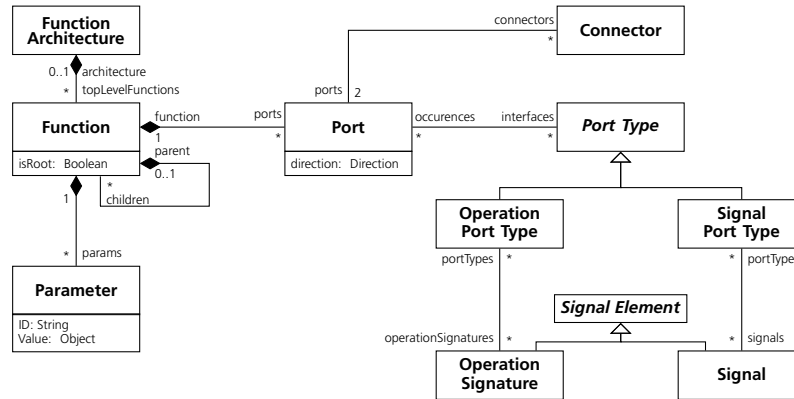 Function
Architecture
0..1
architecture
*
topLevelFunctions
Function
isRoot: Boolean
function
1
ports
*
parent
0..1
*
children
1
*
params
Parameter
ID: String
Value: Object
connectors
*
Connector
ports
2
Port
direction: Direction
occurences
*
interfaces
*
Port Type
Operation
Port Type
Signal
Port Type
portTypes
*
*
portType
Signal Element
operationSignatures
*
*
signals
Operation
Signature
Signal